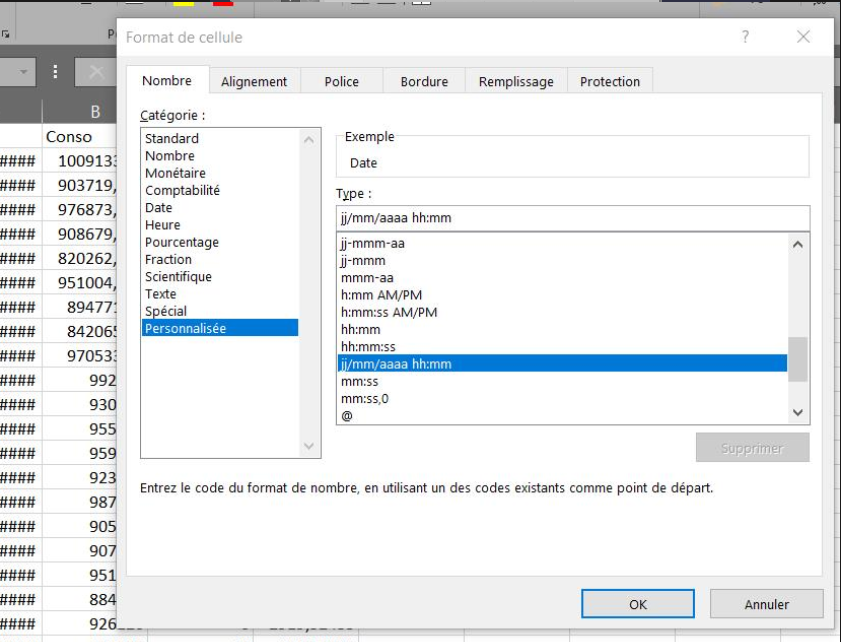 Format de cellule
?
Nombre
Alignement
Police
Bordure
Remplissage
Protection
Catégorie :
Standard
Nombre
Monétaire
Comptabilité
Date
Heure
Pourcentage
Fraction
Scientifique
Texte
Spécial
Personnalisée
Exemple
Date
Type :
jj/mm/aaaa hh:mm
jj-mmm-aa
jj-mmm
mmm-aa
h:mm AM/PM
h:mm:ss AM/PM
hh:mm
hh:mm:ss
jj/mm/aaaa hh:mm
mm:ss
mm:ss,0
@
Supprimer
Entrez le code du format de nombre, en utilisant un des codes existants comme point de départ.
OK
Annuler
B
Conso
#### 100913
#### 903719,
#### 976873,
#### 908679,
#### 820262,
#### 951004,
#### 89477
#### 84206
#### 97053
#### 992
#### 930
#### 955
#### 959
#### 923
#### 987
#### 905
#### 907
#### 951
#### 884
#### 926